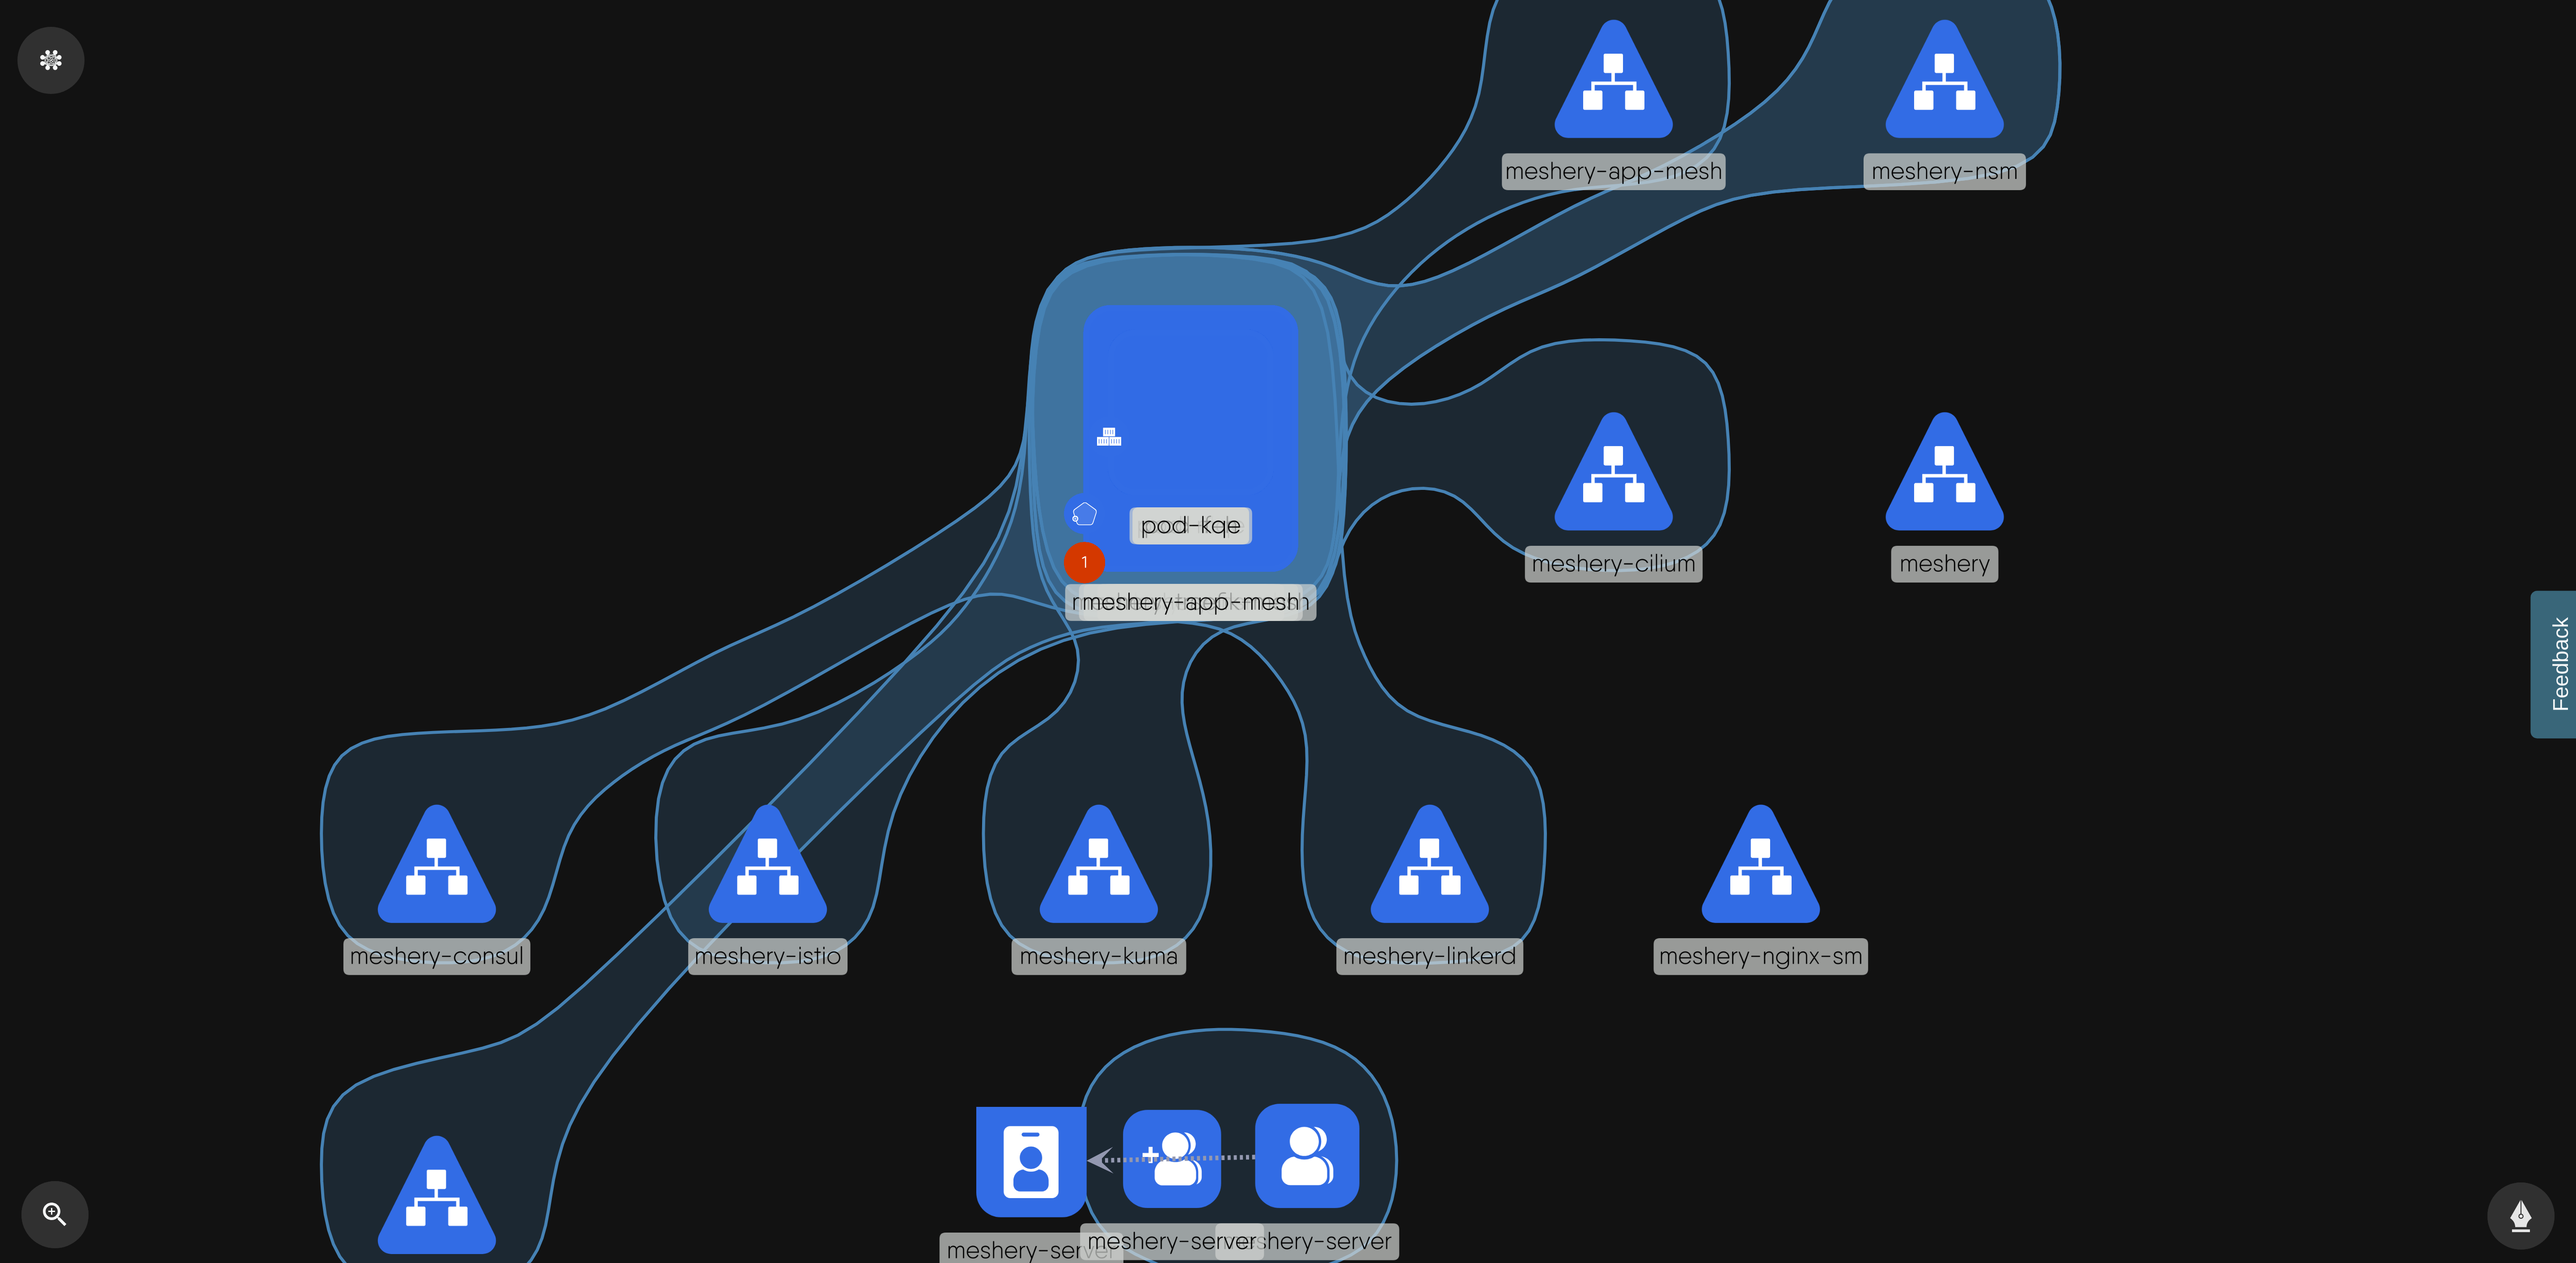 meshery-app-mesh
meshery-nsm
pod-kqe
meshery-cilium
meshery
1
meshery-app-mesh
Feedback
meshery-consul
meshery-istio
meshery-kuma
meshery-linkerd
meshery-nginx-sm
meshery-server
meshery-server
meshery-server